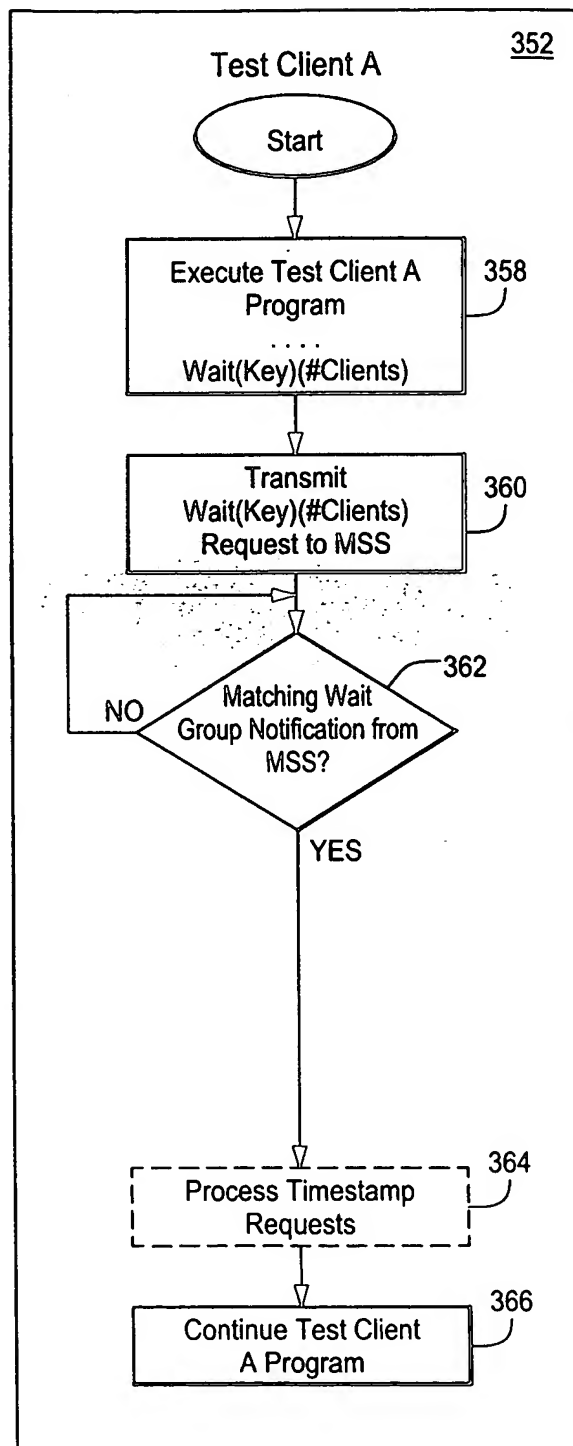 352
Test Client A
Start
Execute Test Client A
Program
. . . .
Wait(Key)(#Clients)
358
Transmit
Wait(Key)(#Clients)
Request to MSS
360
362
Matching Wait
Group Notification from
MSS?
NO
YES
364
Process Timestamp
Requests
366
Continue Test Client
A Program